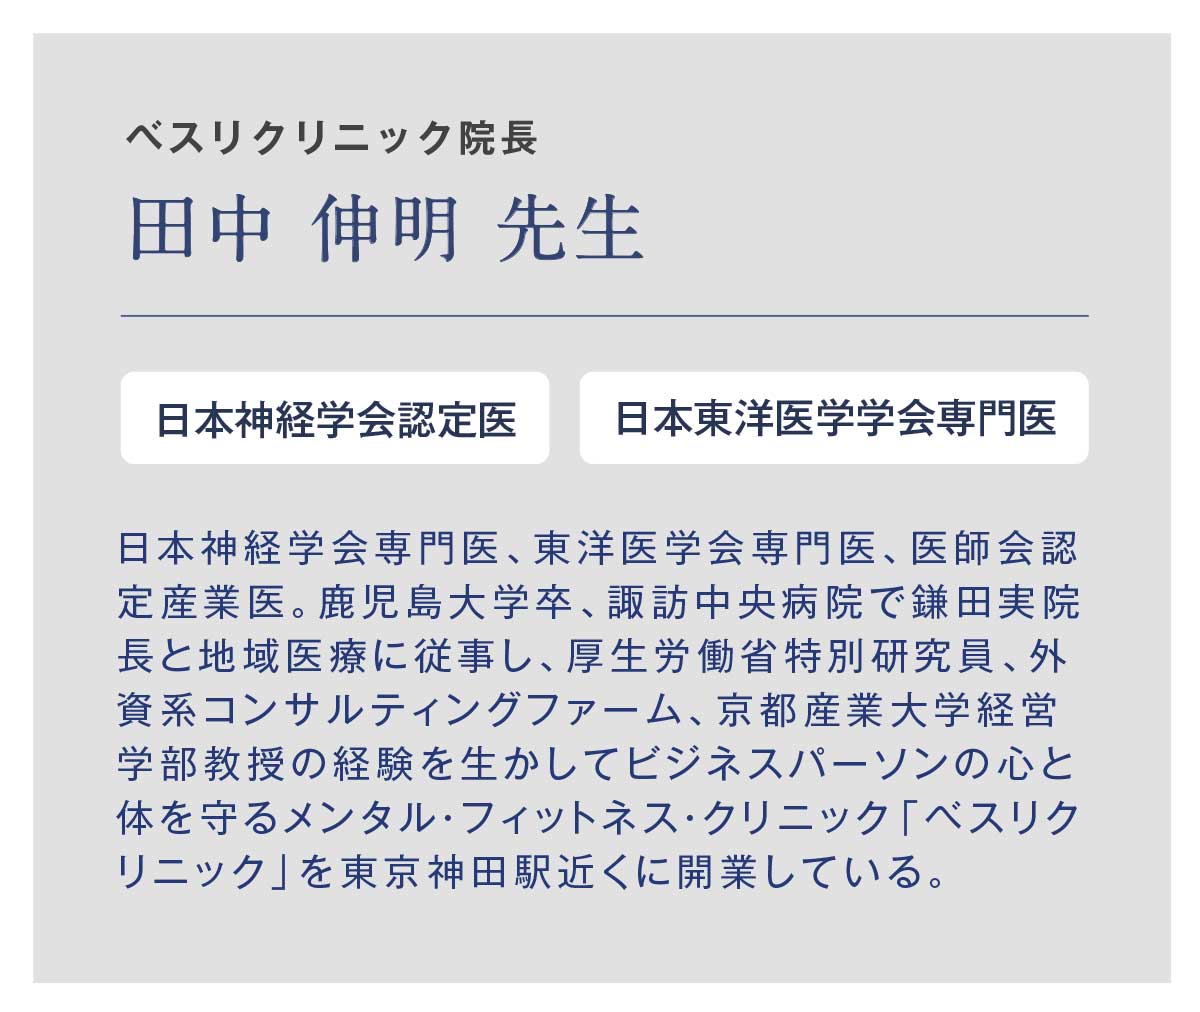 ベスリクリニック院長
田中 伸明 先生
日本神経学会認定医
日本東洋医学学会専門医
日本神経学会専門医、東洋医学会専門医、医師会認
定産業医。鹿児島大学卒、諏訪中央病院で鎌田実院
長と地域医療に従事し、厚生労働省特別研究員、外
資系コンサルティングファーム、京都産業大学経営
学部教授の経験を生かしてビジネスパーソンの心と
体を守るメンタル・フィットネス・クリニック「ベスリク
リニック」を東京神田駅近くに開業している。